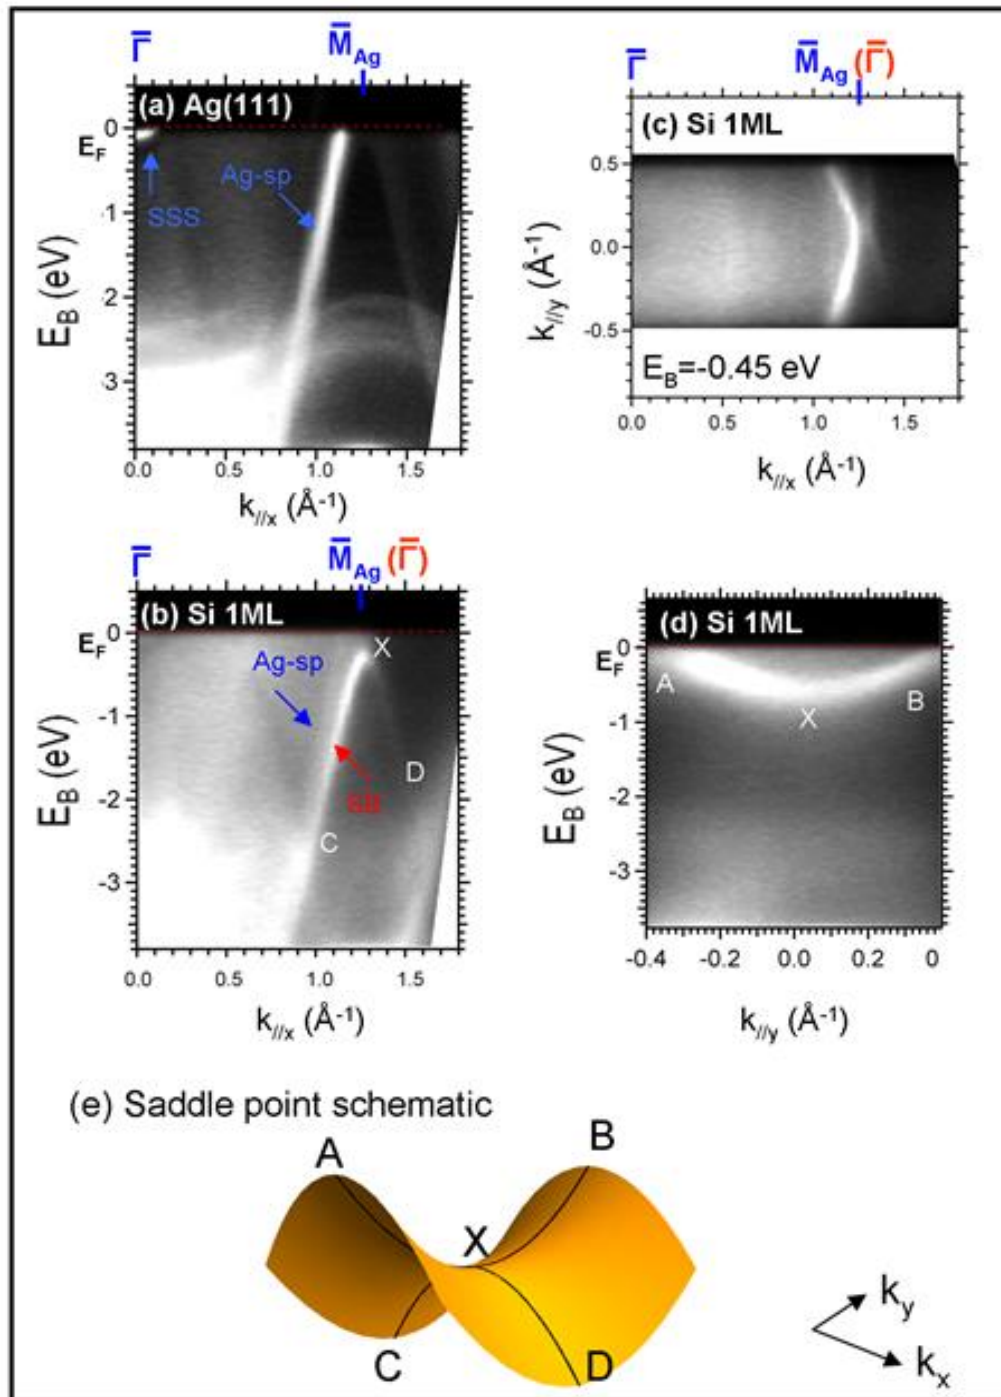 Γ̅
M̅Ag
(a) Ag(111)
0
EF
-1
2
3
EB (eV)
SSS
Ag-sp
0.0
0.5
1.0
1.5
k//x (Å-1)
Γ̅
M̅Ag (Γ̅)
(c) Si 1ML
0.5
0.0
-0.5
k//y (Å-1)
EB=-0.45 eV
0.0
0.5
1.0
1.5
k//x (Å-1)
Γ̅
M̅Ag (Γ̅)
(b) Si 1ML
0
EF
-1
-2
-3
EB (eV)
Ag-sp
X
D
C
0.0
0.5
1.0
1.5
k//x (Å-1)
(d) Si 1ML
0
EF
-1
-2
-3
EB (eV)
A
X
B
-0.4
-0.2
0.0
0.2
0
k//y (Å-1)
(e) Saddle point schematic
A
B
X
C
D
ky
kx